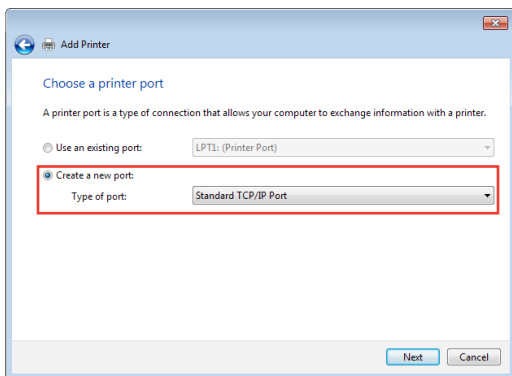 Add Printer
Choose a printer port
A printer port is a type of connection that allows your computer to exchange information with a printer.
Use an existing port: LPT1: (Printer Port)
Create a new port:
Type of port: Standard TCP/IP Port
Next Cancel